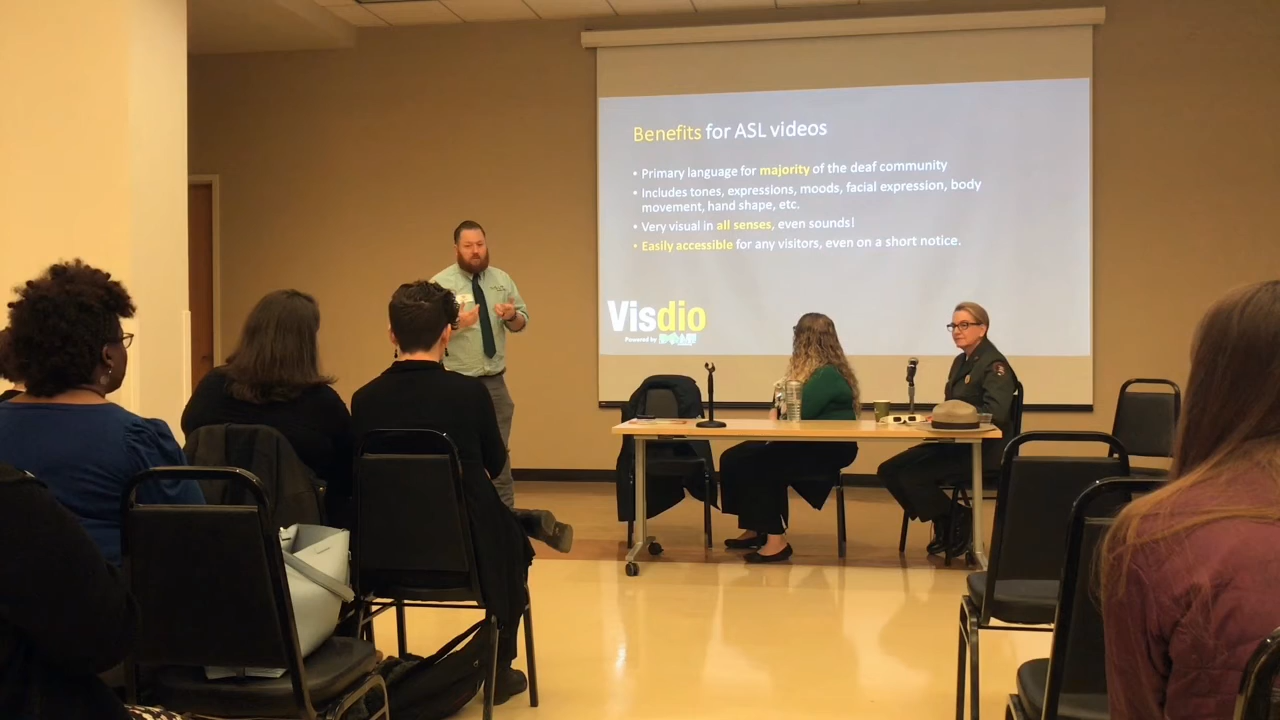 Benefits for ASL videos
• Primary language for majority of the deaf community
• Includes tones, expressions, moods, facial expression, body
movement, hand shape, etc.
• Very visual in all senses, even sounds!
• Easily accessible for any visitors, even on a short notice.
Visdio
Powered by